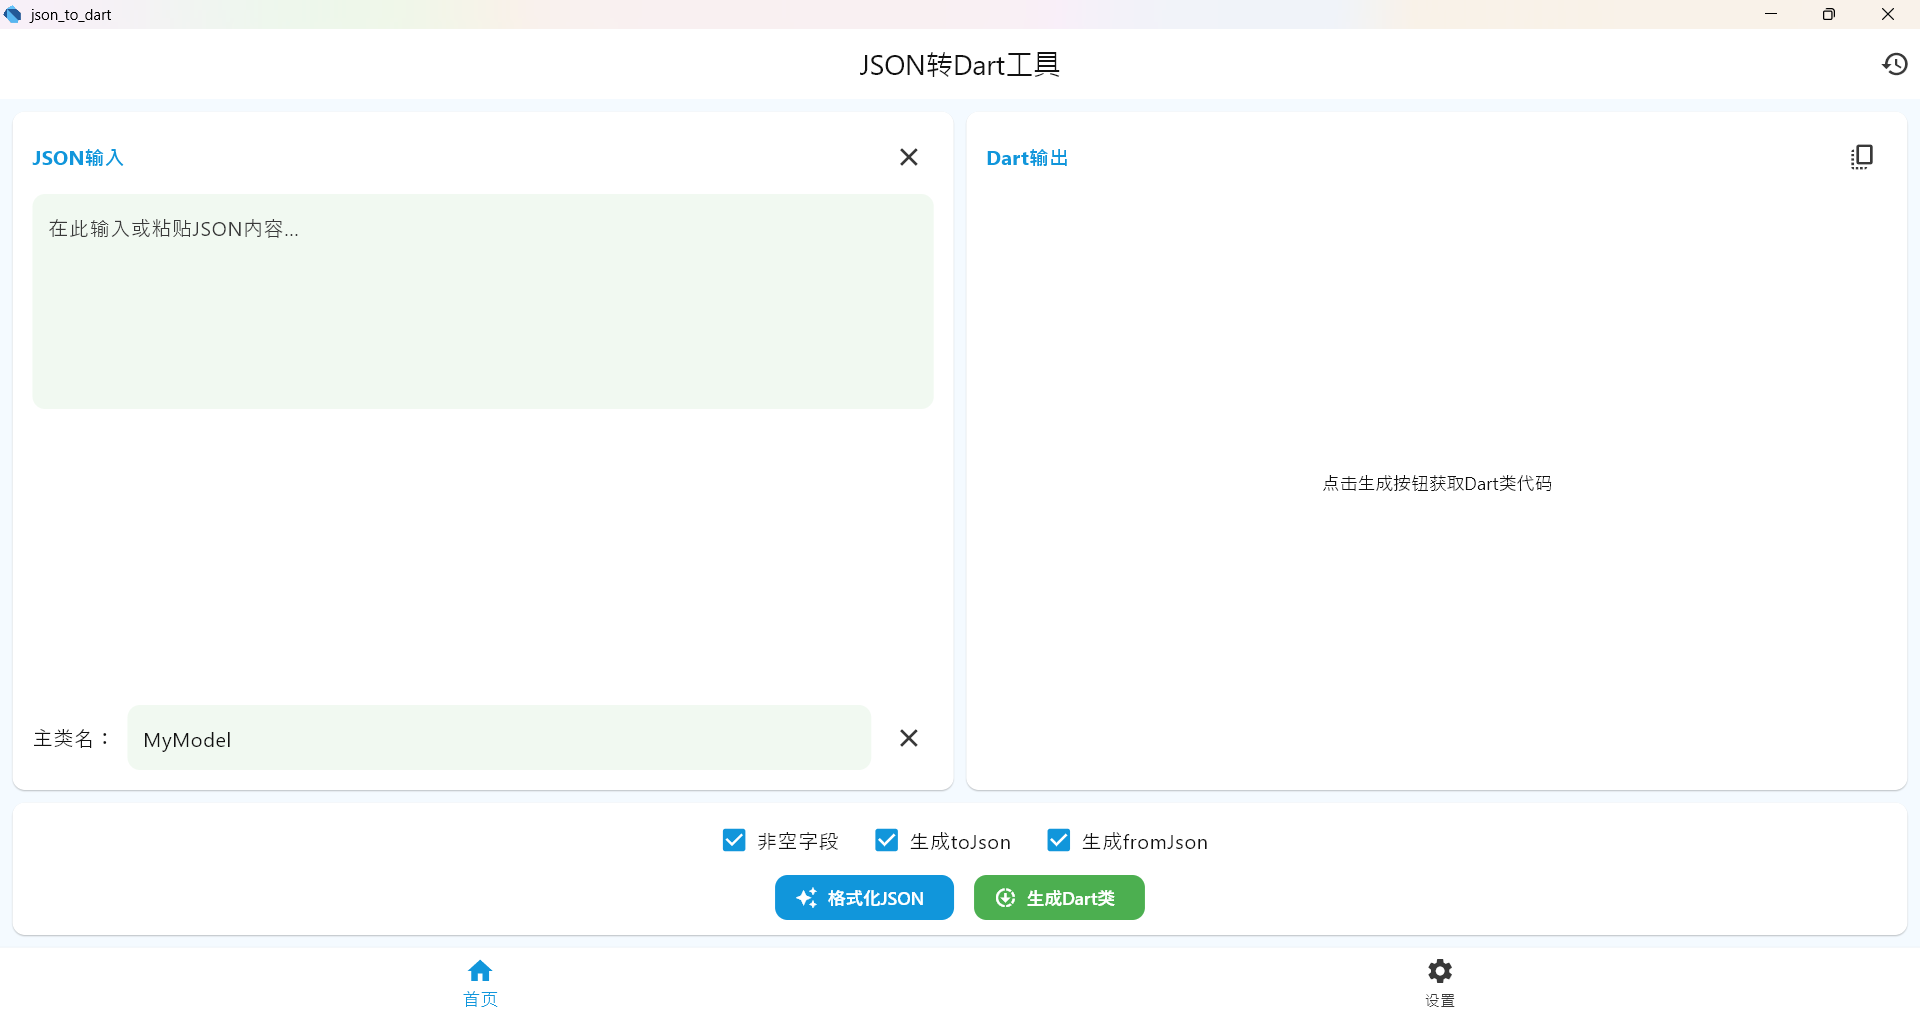 json_to_dart
JSON转Dart工具
JSON输入
Dart输出
在此输入或粘贴JSON内容...
点击生成按钮获取Dart类代码
主类名：
MyModel
非空字段
生成toJson
生成fromJson
格式化JSON
生成Dart类
首页
设置